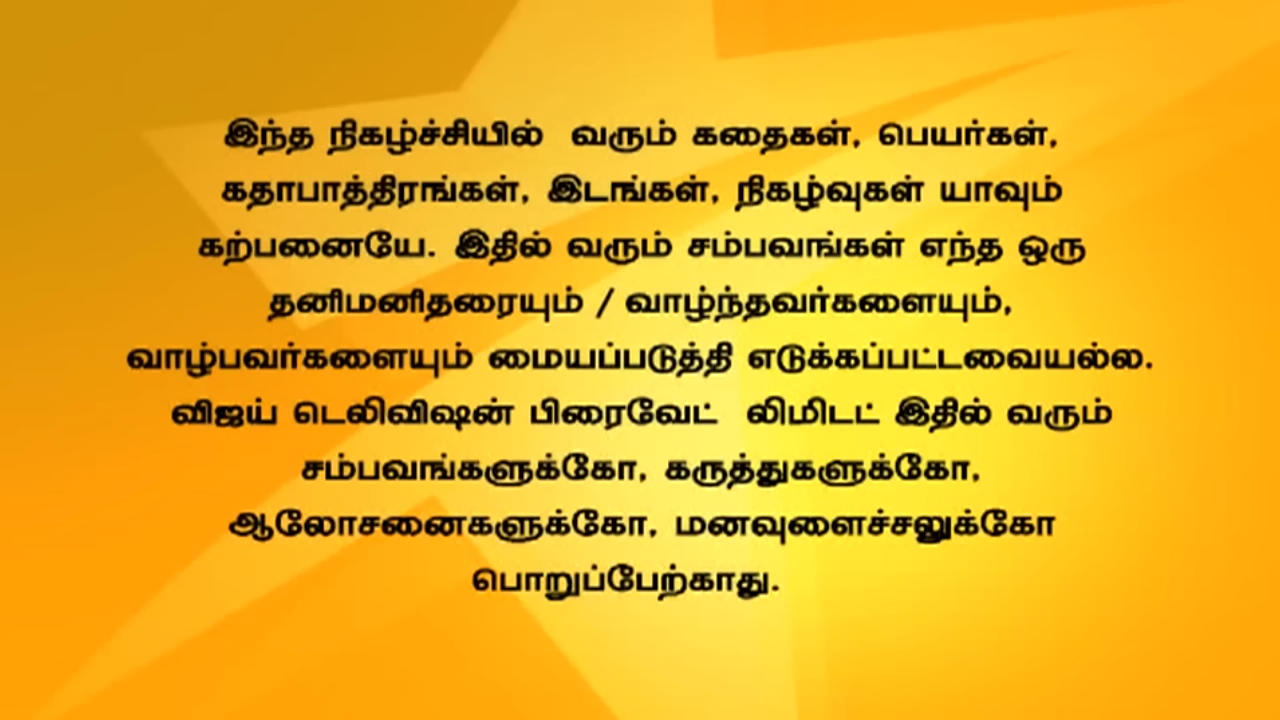 இந்த நிகழ்ச்சியில் வரும் கதைகள், பெயர்கள்,
கதாபாத்திரங்கள், இடங்கள், நிகழ்வுகள் யாவும்
கற்பனையே. இதில் வரும் சம்பவங்கள் எந்த ஒரு
தனிமனிதரையும் / வாழ்ந்தவர்களையும்,
வாழ்பவர்களையும் மையப்படுத்தி எடுக்கப்பட்டவையல்ல.
விஜய் டெலிவிஷன் பிரைவேட் லிமிடட் இதில் வரும்
சம்பவங்களுக்கோ, கருத்துகளுக்கோ,
ஆலோசனைகளுக்கோ, மனவுளைச்சலுக்கோ
பொறுப்பேற்காது.